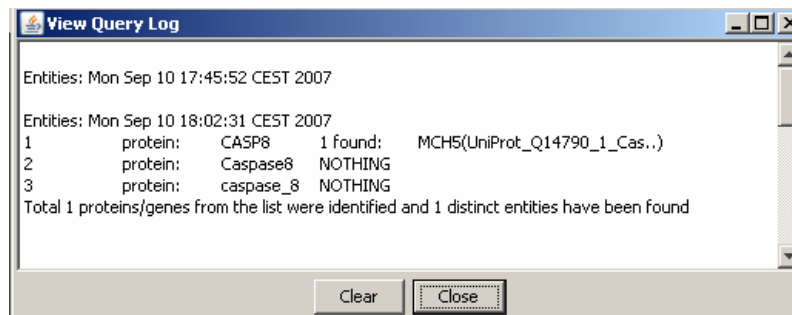 View Query Log
Entities: Mon Sep 10 17:45:52 CEST 2007
Entities: Mon Sep 10 18:02:31 CEST 2007
1 protein: CASP8 1 found: MCH5(UniProt_Q14790_1_Cas..)
2 protein: Caspase8 NOTHING
3 protein: caspase_8 NOTHING
Total 1 proteins/genes from the list were identified and 1 distinct entities have been found
Clear Close